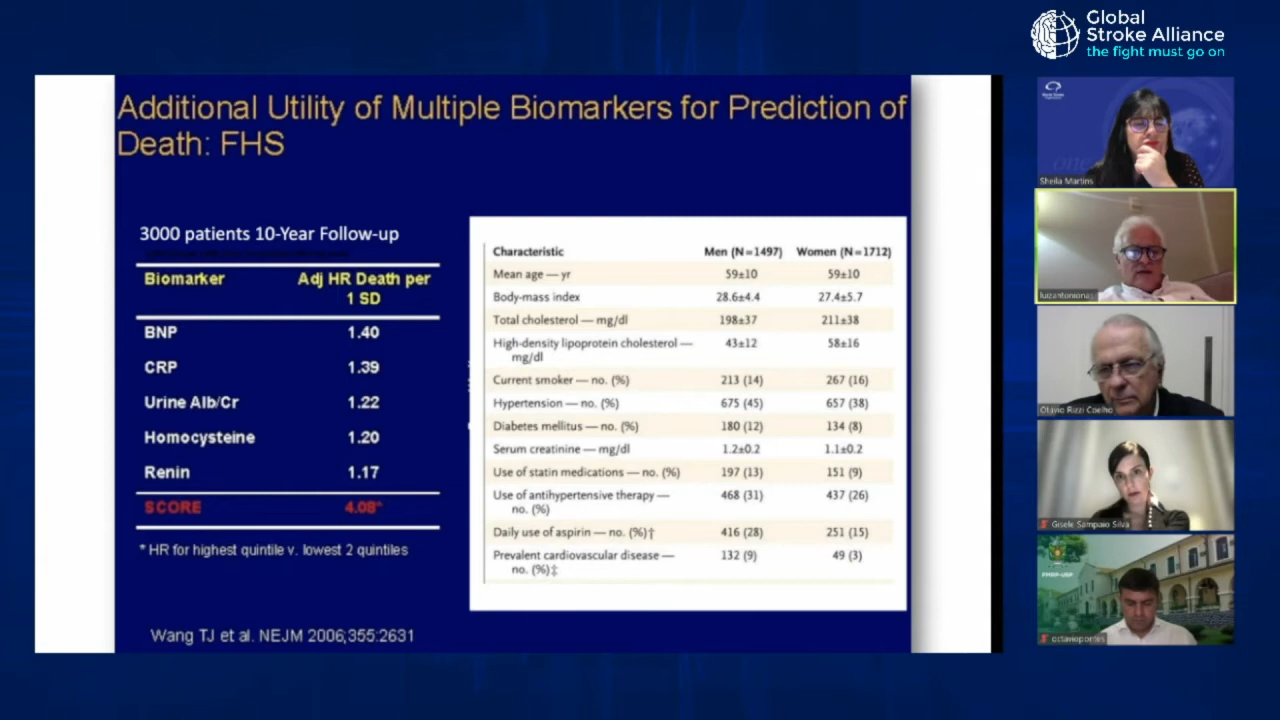 Global
Stroke Alliance
the fight must go on
Additional Utility of Multiple Biomarkers for Prediction of
Death: FHS
3000 patients 10-Year Follow-up
Biomarker Adj HR Death per
1 SD
BNP 1.40
CRP 1.39
Urine Alb/Cr 1.22
Homocysteine 1.20
Renin 1.17
SCORE 4.08*
* HR for highest quintile v. lowest 2 quintiles
Wang TJ et al. NEJM 2006;355:2631
Characteristic Men (N=1497) Women (N=1712)
Mean age — yr 59±10 59±10
Body-mass index 28.6±4.4 27.4±5.7
Total cholesterol — mg/dl 198±37 211±38
High-density lipoprotein cholesterol — 43±12 58±16
mg/dl
Current smoker — no. (%) 213 (14) 267 (16)
Hypertension — no. (%) 675 (45) 657 (38)
Diabetes mellitus — no. (%) 180 (12) 134 (8)
Serum creatinine — mg/dl 1.2±0.2 1.1±0.2
Use of statin medications — no. (%) 197 (13) 151 (9)
Use of antihypertensive therapy — 468 (31) 437 (26)
no. (%)
Daily use of aspirin — no. (%)† 416 (28) 251 (15)
Prevalent cardiovascular disease — 132 (9) 49 (3)
no. (%)‡
Sheila Martins
luizantonionas
Otavio Rizzi Coelho
Gisele Sampaio Silva
FMRP-USP
octaviopontes